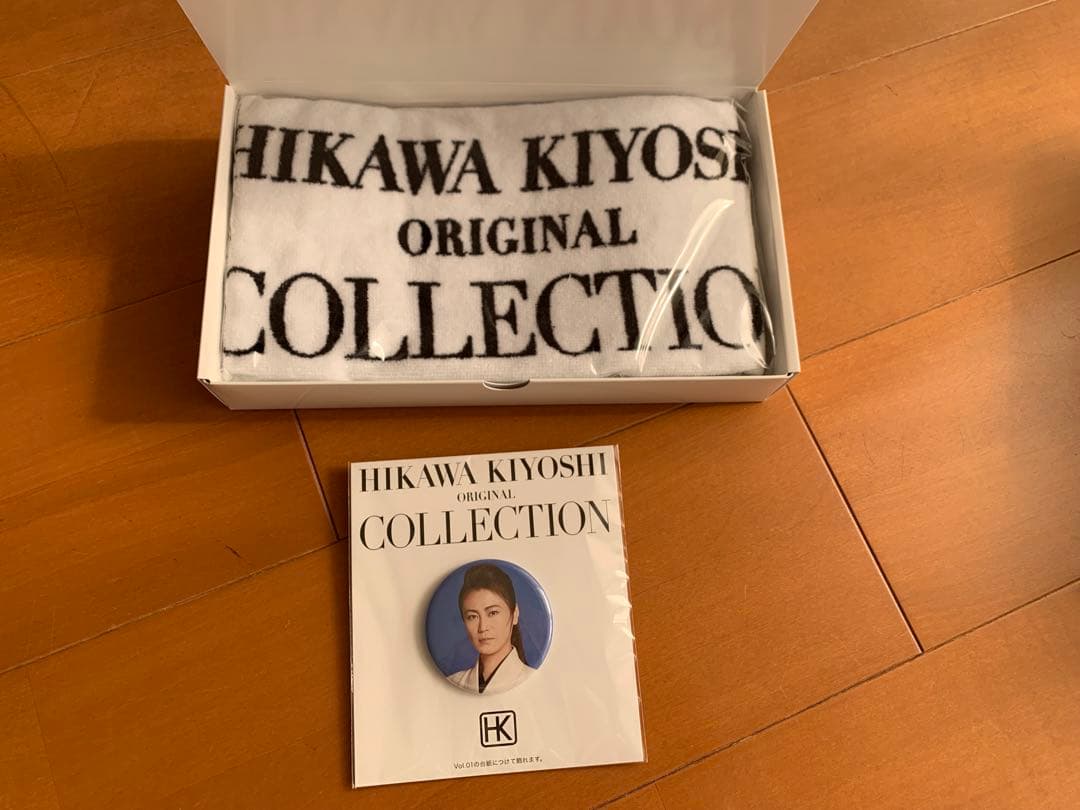 HIKAWA KIYOSHI
ORIGINAL
COLLECTIO
HIKAWA KIYOSHI
ORIGINAL
COLLECTION
HK
Vol.01の台紙につけて飾れます。